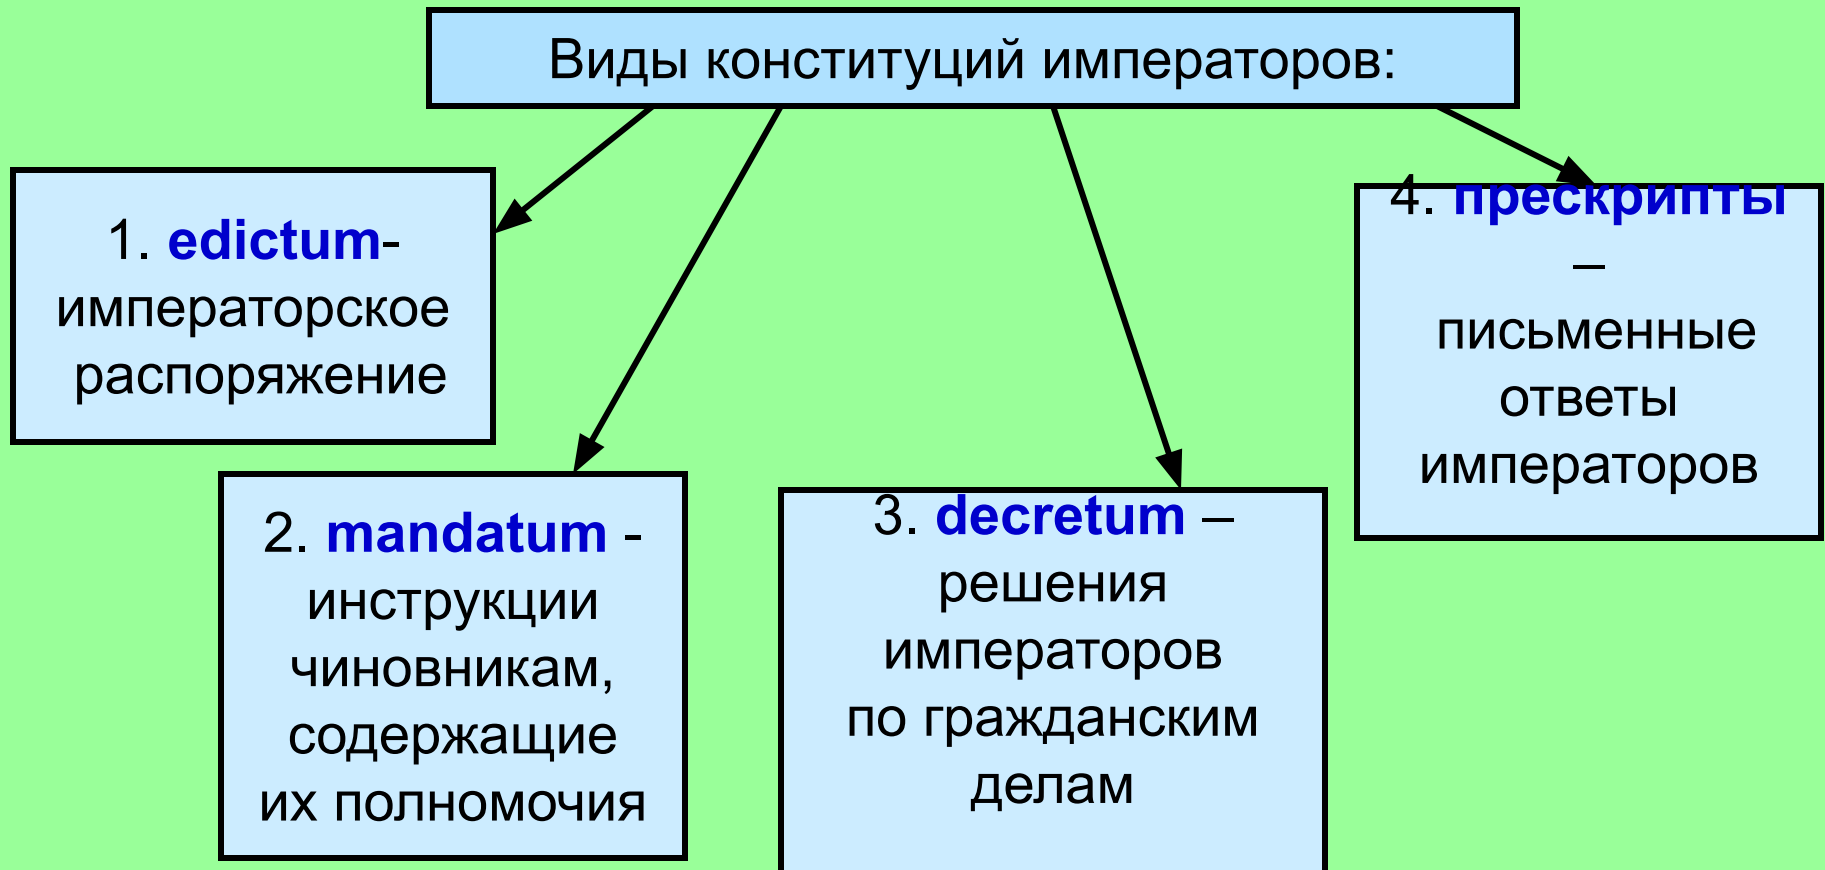 Виды конституций императоров:
1. edictum-
императорское
распоряжение
2. mandatum -
инструкции
чиновникам,
содержащие
их полномочия
3. decretum –
решения
императоров
по гражданским
делам
4. прескрипты
–
письменные
ответы
императоров